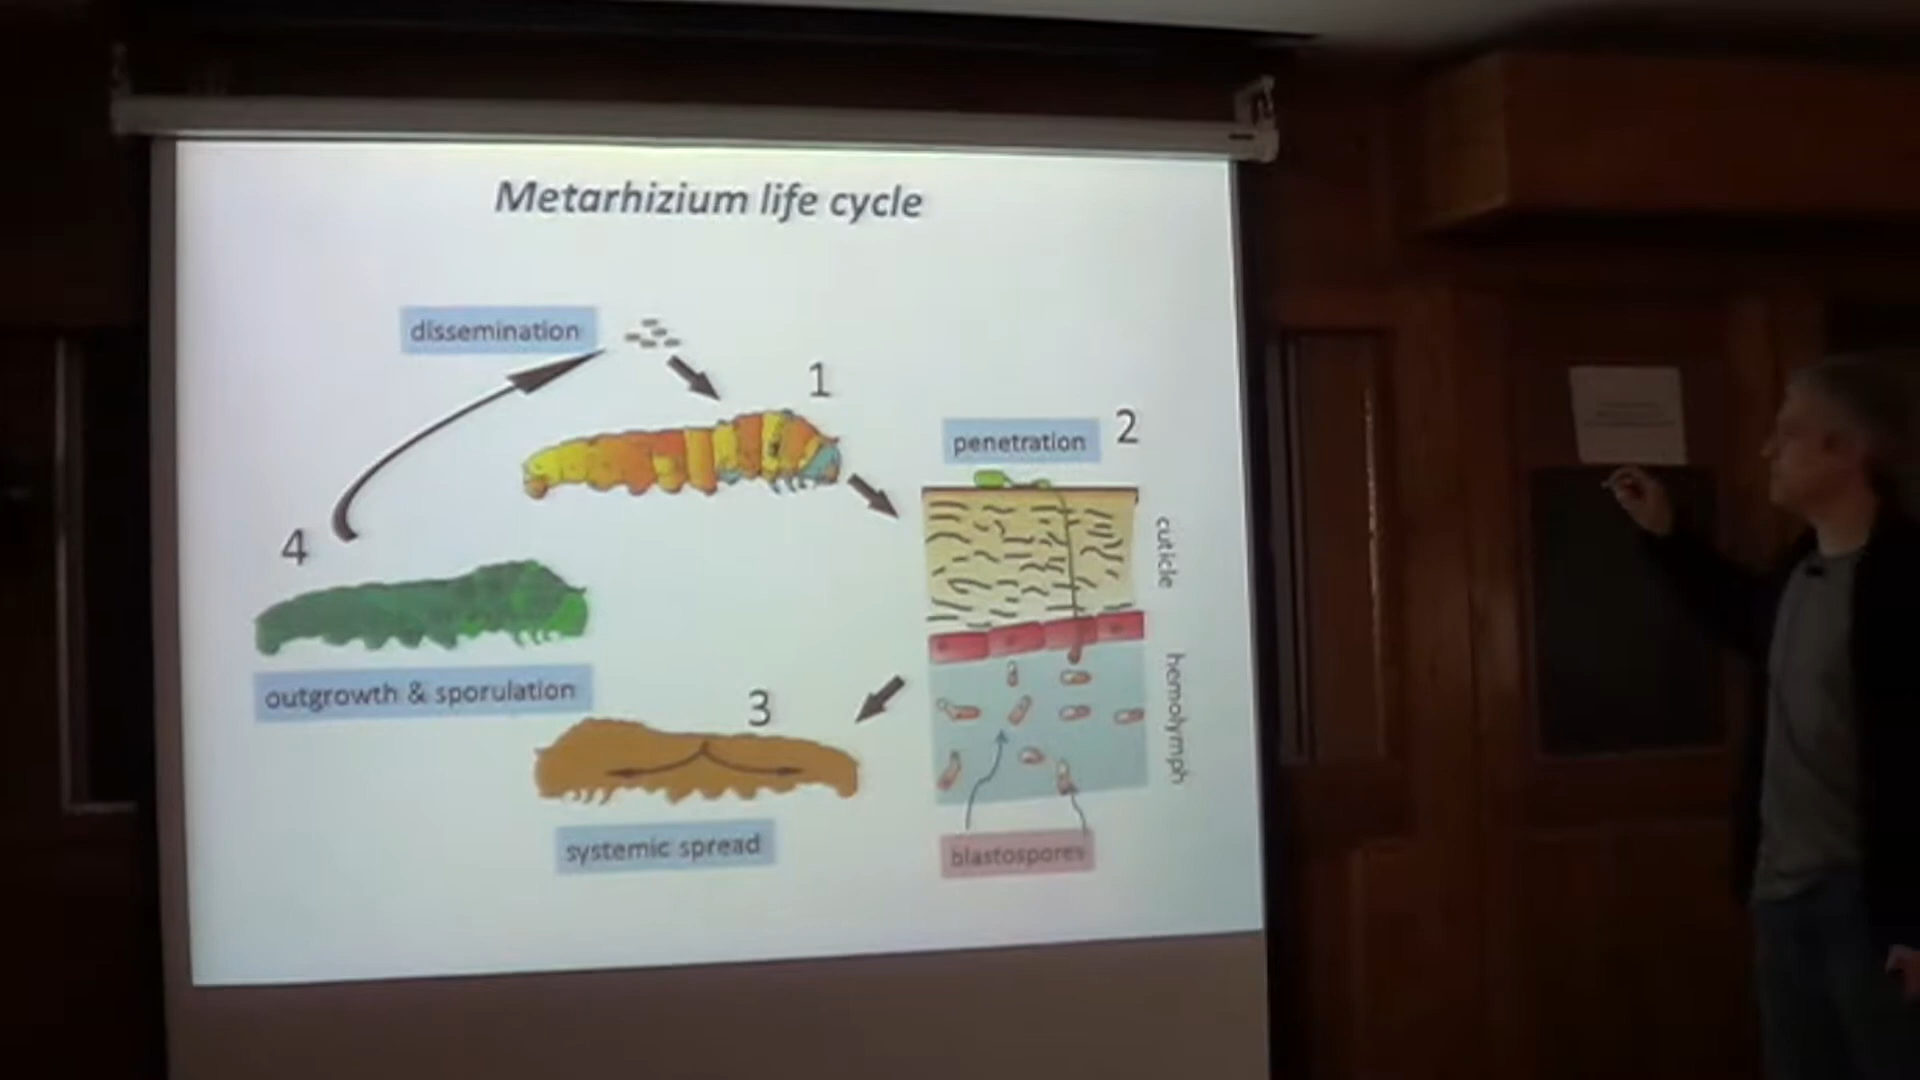 Metarhizium life cycle
dissemination
1
penetration
2
cuticle
4
outgrowth & sporulation
3
hemolymph
systemic spread
blastospores